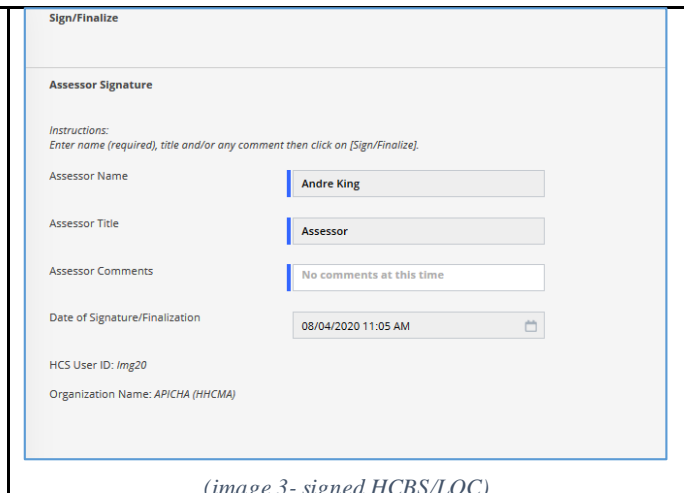 Sign/Finalize
Assessor Signature
Instructions:
Enter name (required), title and/or any comment then click on [Sign/Finalize].
Assessor Name
Andre King
Assessor Title
Assessor
Assessor Comments
No comments at this time
Date of Signature/Finalization
08/04/2020 11:05 AM
HCS User ID: lmg20
Organization Name: APICHA (HHCMA)
(image 3- signed HCBS/LOC)